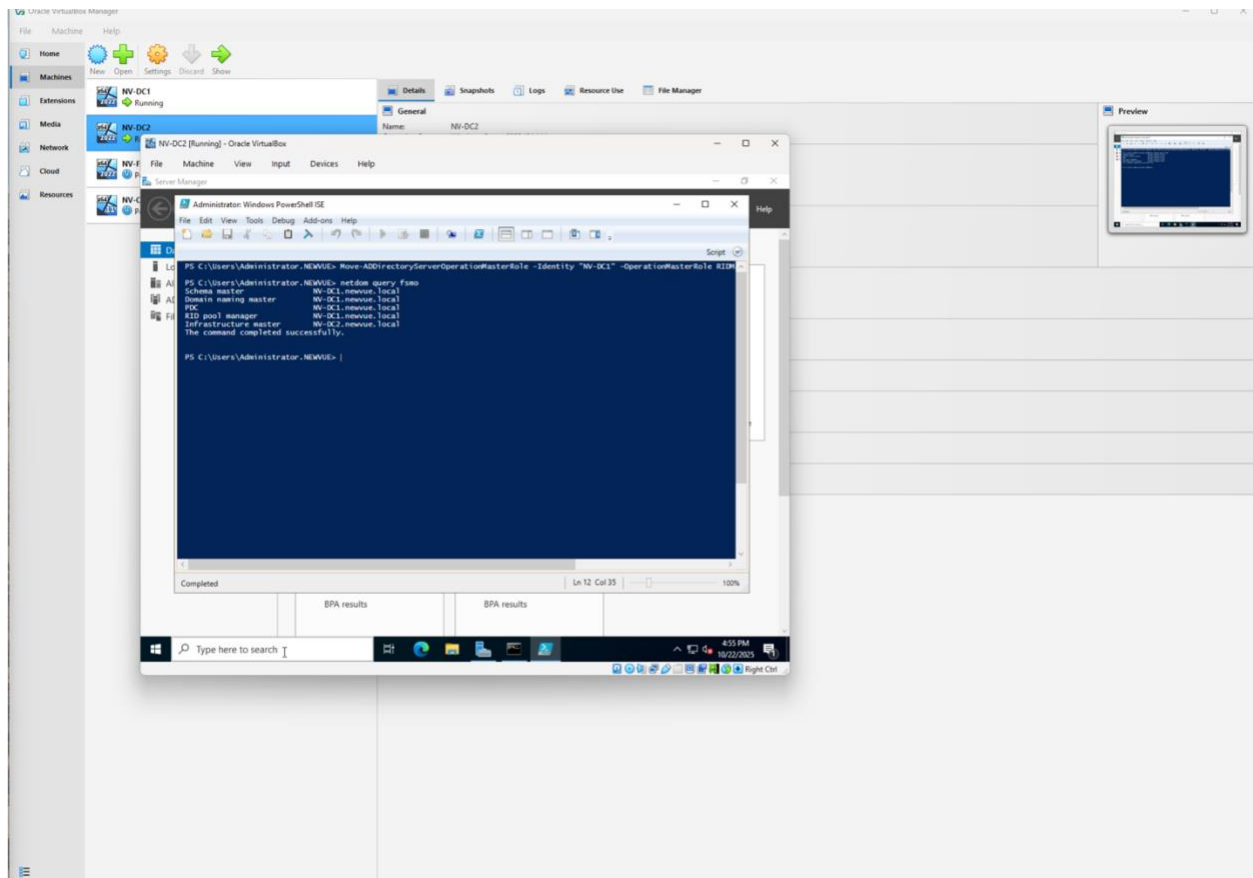 Oracle VirtualBox Manager
File Machine Help
Home
Machines
Extensions
Media
Network
Cloud
Resources
New Open Settings Discard Show
NV-DC1
Running
NV-DC2
Details Snapshots Logs Resource Use File Manager
General
Name: NV-DC2
Preview
NV-DC2 [Running] - Oracle VirtualBox
File Machine View Input Devices Help
Server Manager
Help
Administrator: Windows PowerShell ISE
File Edit View Tools Debug Add-ons Help
Script
PS C:\Users\Administrator.NEWVUE> Move-ADDirectoryServerOperationMasterRole -Identity "NV-DC1" -OperationMasterRole RIDM
PS C:\Users\Administrator.NEWVUE> netdom query fsmo
Schema master NV-DC1.newvue.local
Domain naming master NV-DC1.newvue.local
PDC NV-DC1.newvue.local
RID pool manager NV-DC1.newvue.local
Infrastructure master NV-DC2.newvue.local
The command completed successfully.
PS C:\Users\Administrator.NEWVUE>
Completed
Ln 12 Col 35
100%
BPA results BPA results
Type here to search
4:55 PM
10/22/2025
Right Ctrl